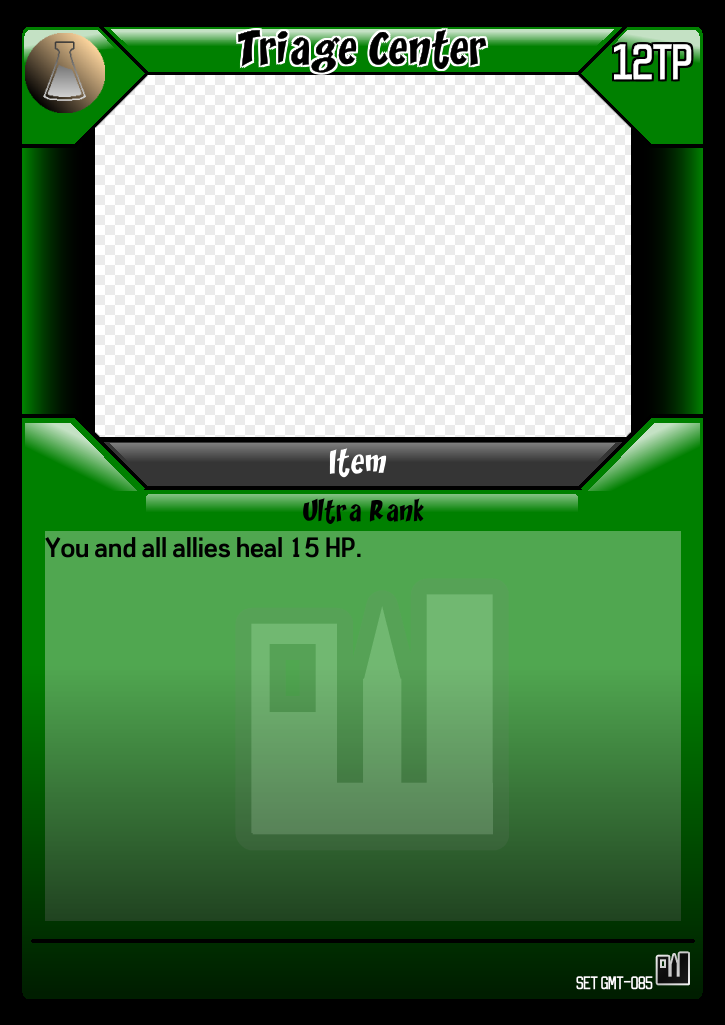 Triage Center
12TP
Item
Ultra Rank
You and all allies heal 15 HP.
SET GMT-085